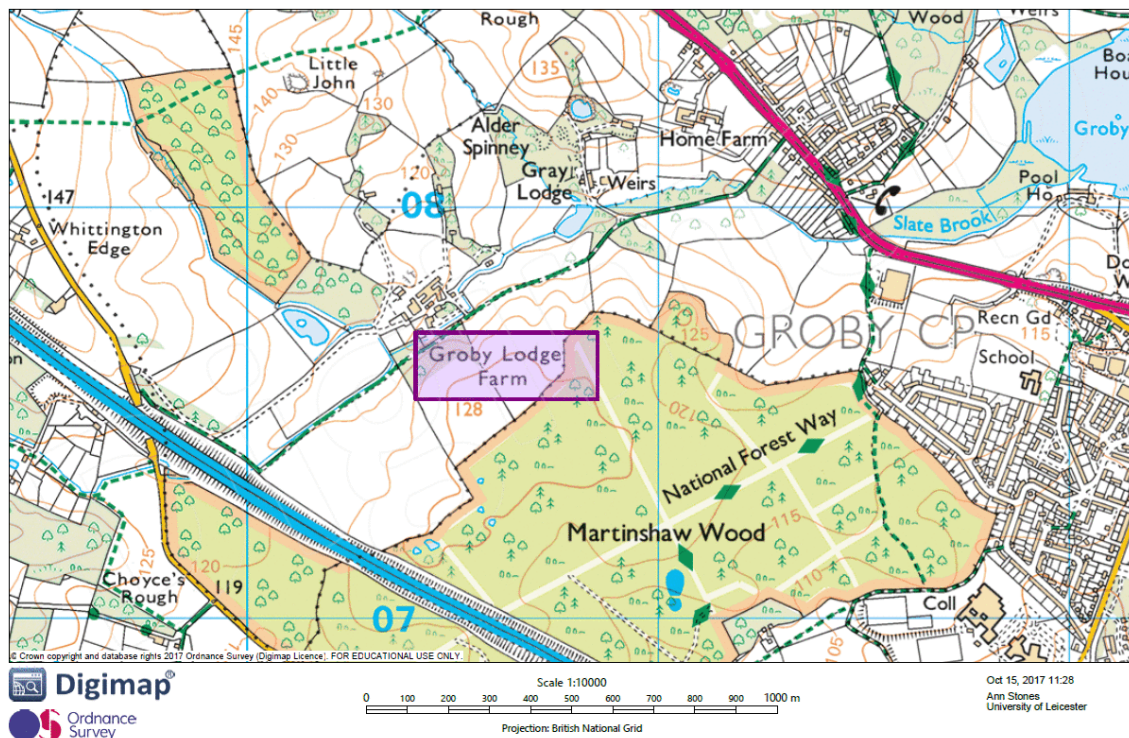 Rough
Wood
Weirs
145
Little
John
135
Boa
Hou
140
130
130
Alder
Spinney
Home Farm
Groby
120
Gray
Lodge
Weirs
Pool
Ho
147
08
Slate Brook
Whittington
Edge
Do
W
Recn Gd
115
GROBY CP
125
School
on
Groby Lodge
Farm
128
120
National Forest Way
Martinshaw Wood
115
125
120
110
Choyce's
Rough
119
07
Coll
© Crown copyright and database rights 2017 Ordnance Survey (Digimap Licence). FOR EDUCATIONAL USE ONLY.
Digimap®
Ordnance
Survey
Scale 1:10000
0 100 200 300 400 500 600 700 800 900 1000 m
Projection: British National Grid
Oct 15, 2017 11:28
Ann Stones
University of Leicester